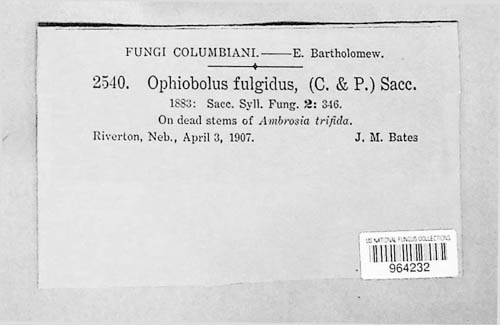 FUNGI COLUMBIANI.——E. Bartholomew.
2540. Ophiobolus fulgidus, (C. & P.) Sacc.
1883: Sacc. Syll. Fung. 2: 346.
On dead stems of Ambrosia trifida.
Riverton, Neb., April 3, 1907. J. M. Bates
US NATIONAL FUNGUS COLLECTIONS
964232